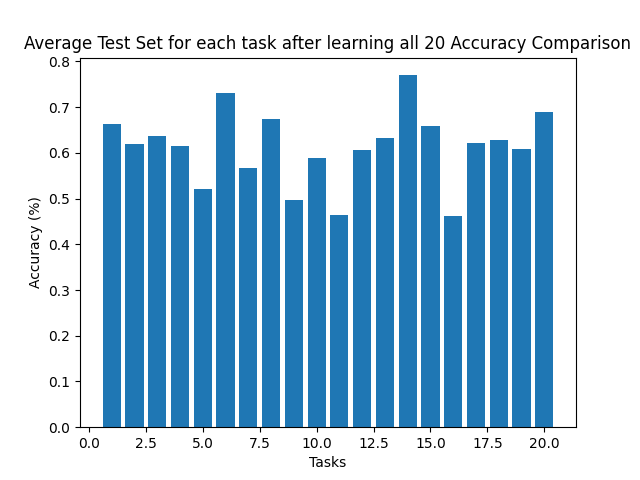 Average Test Set for each task after learning all 20 Accuracy Comparison
0.8
0.7
0.6
0.5
0.4
0.3
0.2
0.1
0.0
Accuracy (%)
0.0 2.5 5.0 7.5 10.0 12.5 15.0 17.5 20.0
Tasks